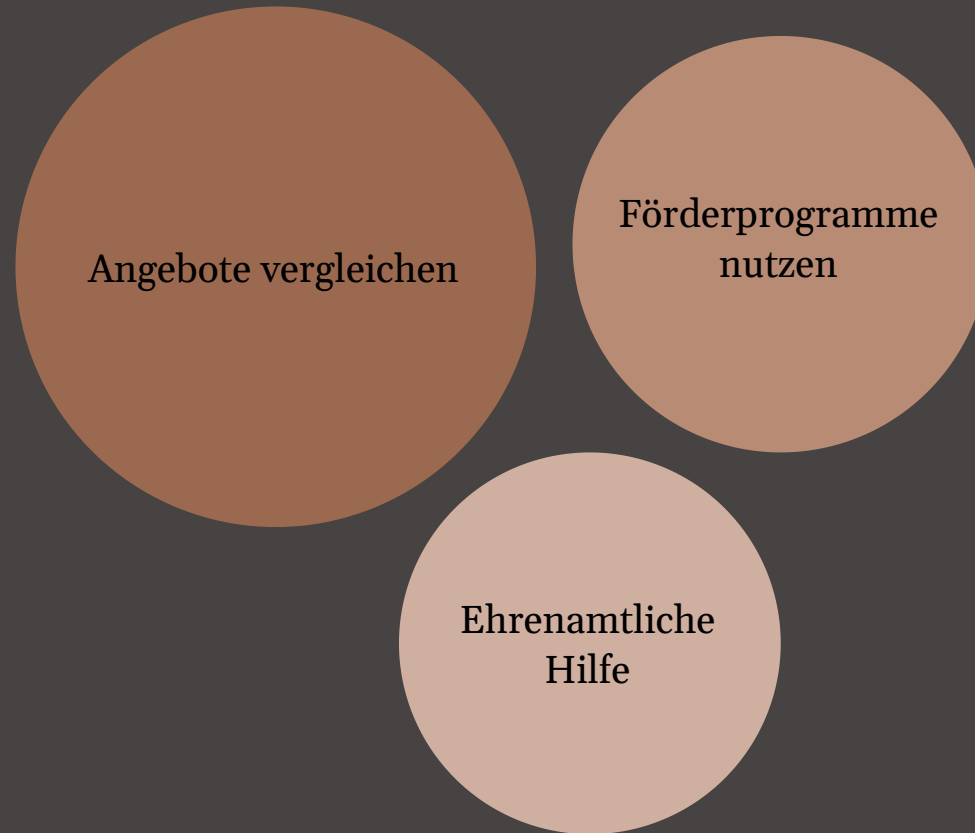 Angebote vergleichen
Förderprogramme
nutzen
Ehrenamtliche
Hilfe